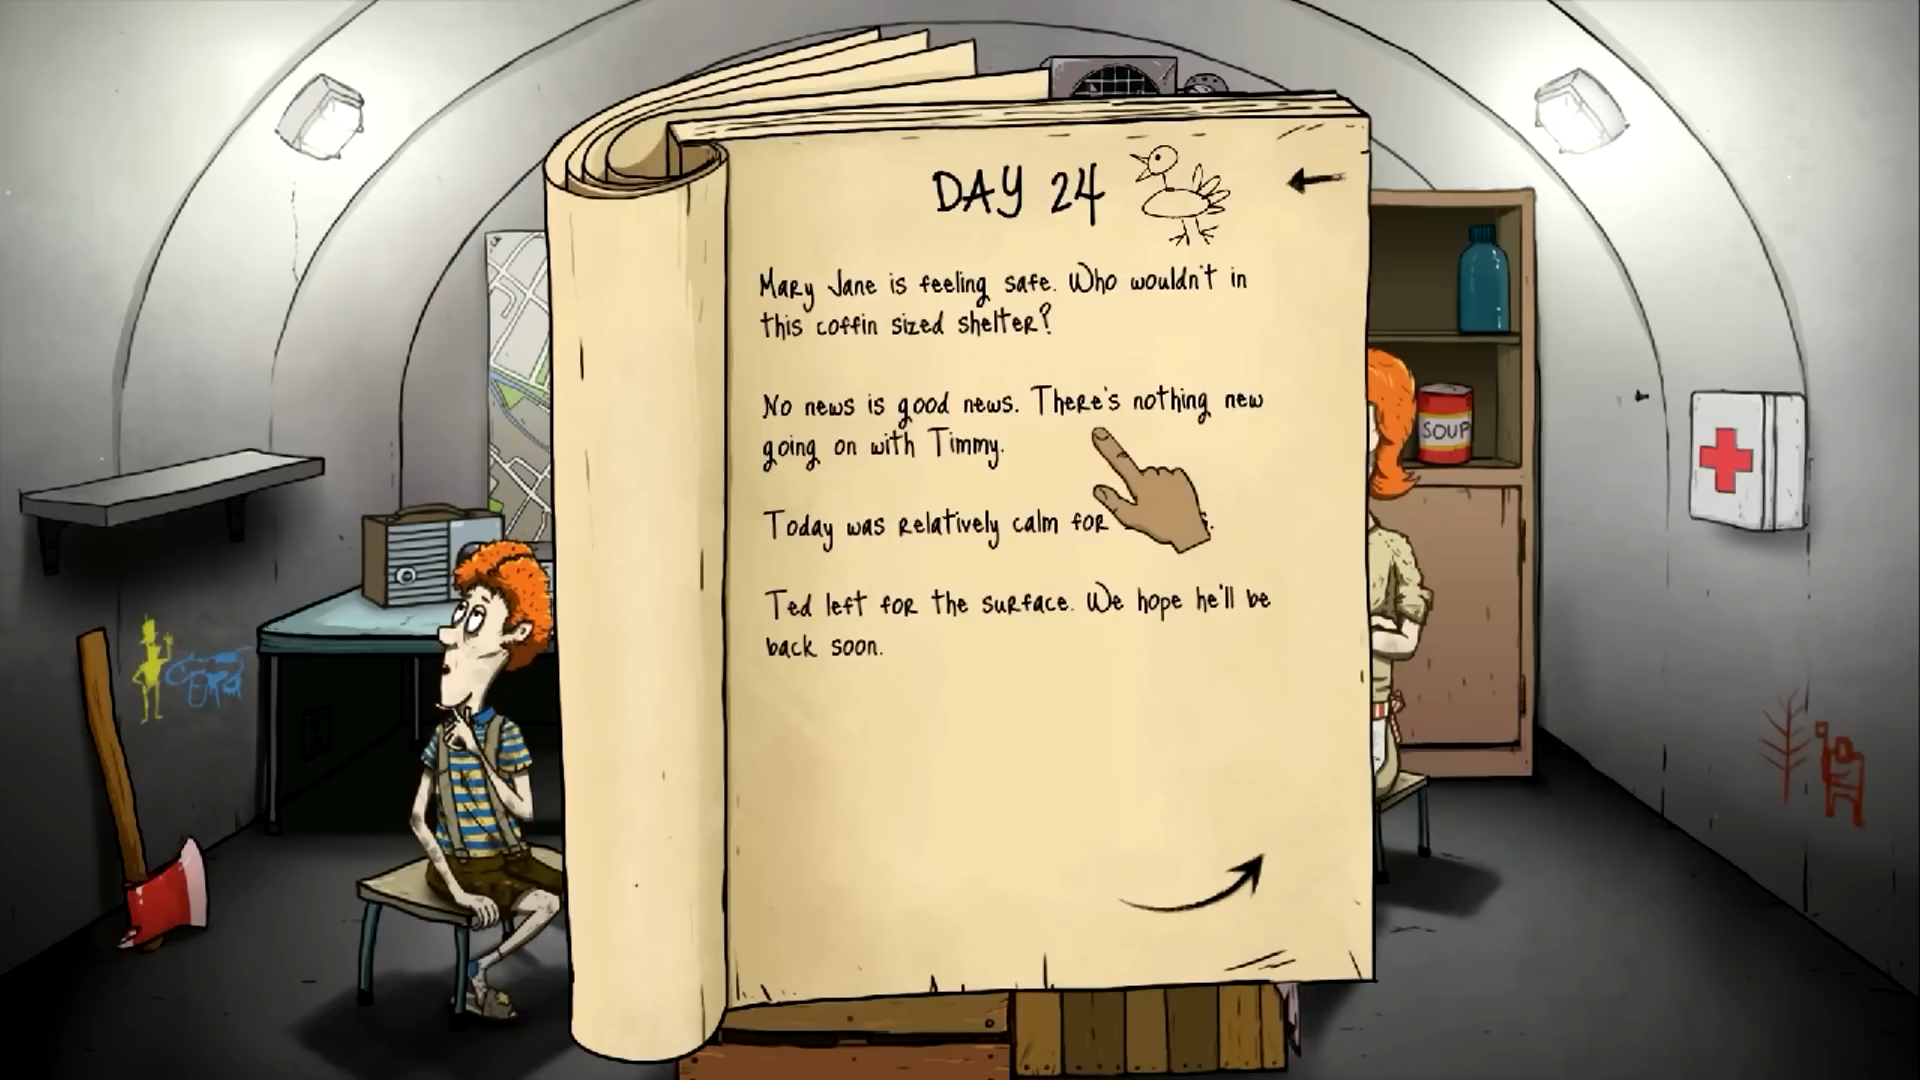 DAY 24
Mary Jane is feeling safe. Who wouldn't in
this coffin sized shelter?
No news is good news. There's nothing new
going on with Timmy.
Today was relatively calm for
Ted left for the surface. We hope he'll be
back soon.
SOUP